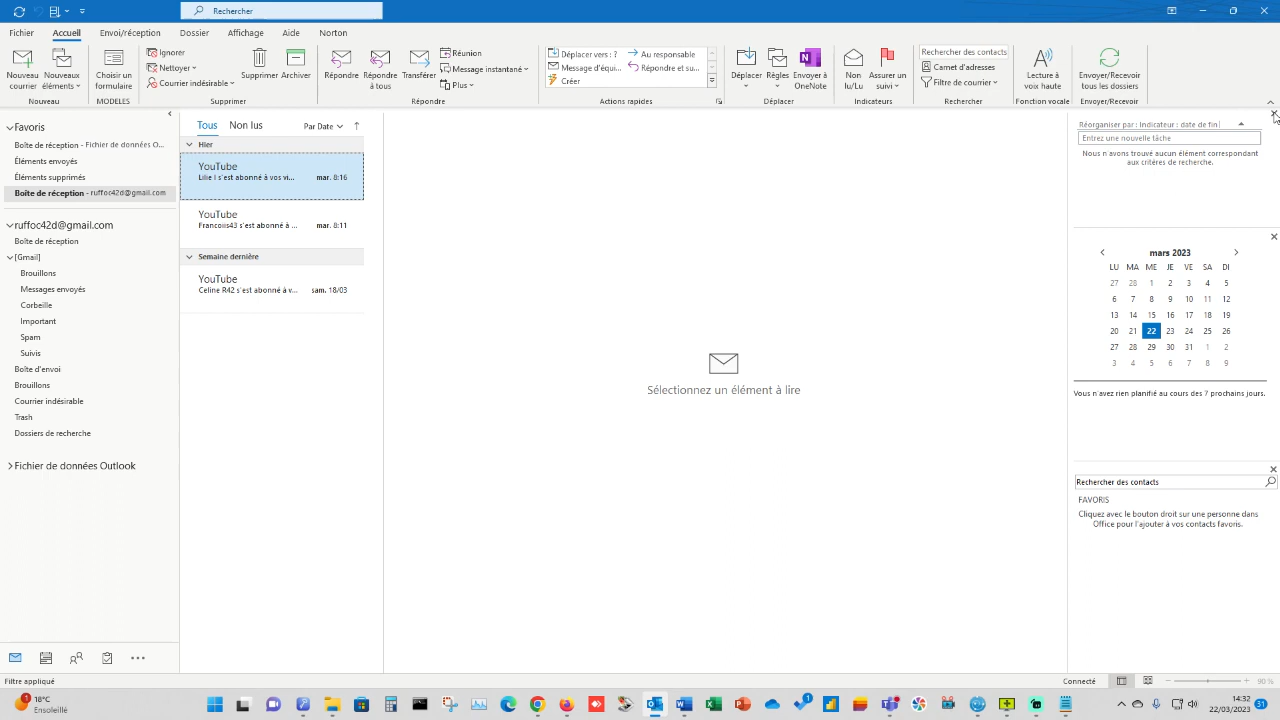 Rechercher
Fichier Accueil Envoi/réception Dossier Affichage Aide Norton
Nouveau courrier
Nouveaux éléments
Nouveau
Choisir un formulaire
MODELES
Ignorer
Nettoyer
Courrier indésirable
Supprimer
Archiver
Supprimer
Répondre
Répondre à tous
Transférer
Réunion
Message instantané
Plus
Répondre
Déplacer vers : ?
Message d'équi...
Créer
Au responsable
Répondre et su...
Actions rapides
Déplacer
Règles
Envoyer à OneNote
Déplacer
Non lu/Lu
Assurer un suivi
Indicateurs
Rechercher des contacts
Carnet d'adresses
Filtre de courrier
Rechercher
Lecture à voix haute
Fonction vocale
Envoyer/Recevoir tous les dossiers
Envoyer/Recevoir
Favoris
Boîte de réception - Fichier de données O...
Éléments envoyés
Éléments supprimés
Boîte de réception - ruffoc42d@gmail.com
ruffoc42d@gmail.com
Boîte de réception
[Gmail]
Brouillons
Messages envoyés
Corbeille
Important
Spam
Suivis
Boîte d'envoi
Brouillons
Courrier indésirable
Trash
Dossiers de recherche
Fichier de données Outlook
Tous Non lus Par Date
Hier
YouTube
Lilie l s'est abonné à vos vi... mar. 8:16
YouTube
Francoiis43 s'est abonné à ... mar. 8:11
Semaine dernière
YouTube
Celine R42 s'est abonné à v... sam. 18/03
Sélectionnez un élément à lire
Réorganiser par : Indicateur : date de fin
Entrez une nouvelle tâche
Nous n'avons trouvé aucun élément correspondant
aux critères de recherche.
mars 2023
LU MA ME JE VE SA DI
27 28 1 2 3 4 5
6 7 8 9 10 11 12
13 14 15 16 17 18 19
20 21 22 23 24 25 26
27 28 29 30 31 1 2
3 4 5 6 7 8 9
Vous n'avez rien planifié au cours des 7 prochains jours.
Rechercher des contacts
FAVORIS
Cliquez avec le bouton droit sur une personne dans
Office pour l'ajouter à vos contacts favoris.
Filtre appliqué
Connecté
90 %
18°C
Ensoleillé
14:32
22/03/2023